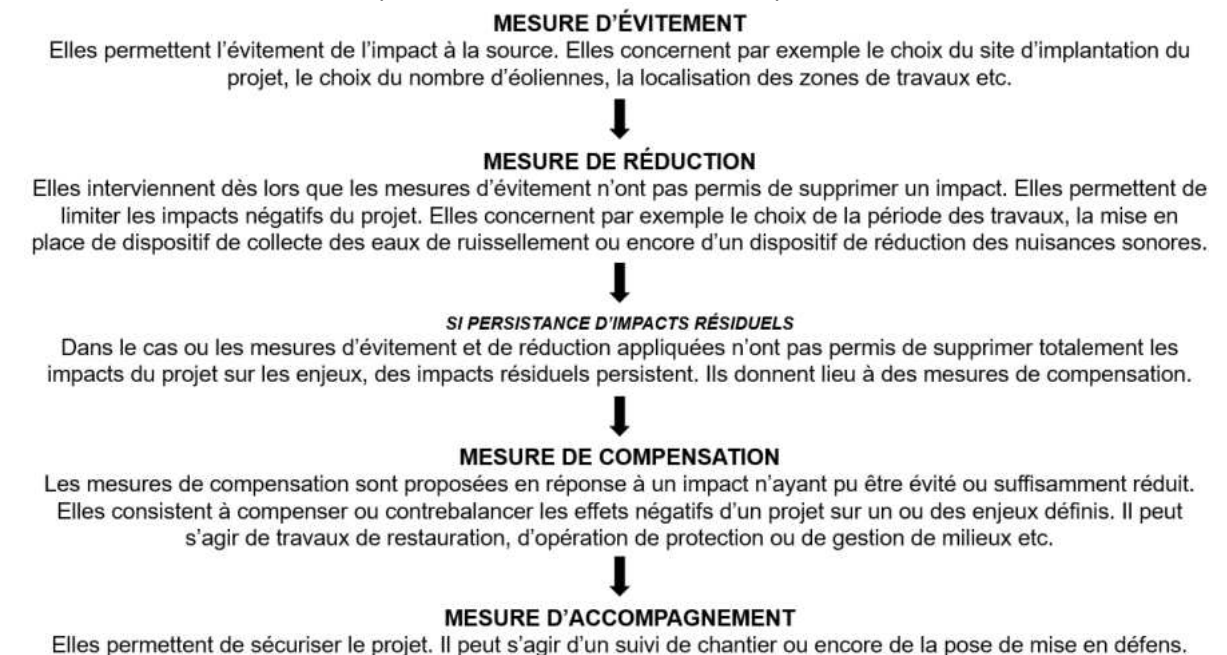 MESURE D'ÉVITEMENT
Elles permettent l'évitement de l'impact à la source. Elles concernent par exemple le choix du site d'implantation du
projet, le choix du nombre d'éoliennes, la localisation des zones de travaux etc.
MESURE DE RÉDUCTION
Elles interviennent dès lors que les mesures d'évitement n'ont pas permis de supprimer un impact. Elles permettent de
limiter les impacts négatifs du projet. Elles concernent par exemple le choix de la période des travaux, la mise en
place de dispositif de collecte des eaux de ruissellement ou encore d'un dispositif de réduction des nuisances sonores.
SI PERSISTANCE D'IMPACTS RÉSIDUELS
Dans le cas ou les mesures d'évitement et de réduction appliquées n'ont pas permis de supprimer totalement les
impacts du projet sur les enjeux, des impacts résiduels persistent. Ils donnent lieu à des mesures de compensation.
MESURE DE COMPENSATION
Les mesures de compensation sont proposées en réponse à un impact n'ayant pu être évité ou suffisamment réduit.
Elles consistent à compenser ou contrebalancer les effets négatifs d'un projet sur un ou des enjeux définis. Il peut
s'agir de travaux de restauration, d'opération de protection ou de gestion de milieux etc.
MESURE D'ACCOMPAGNEMENT
Elles permettent de sécuriser le projet. Il peut s'agir d'un suivi de chantier ou encore de la pose de mise en défens.